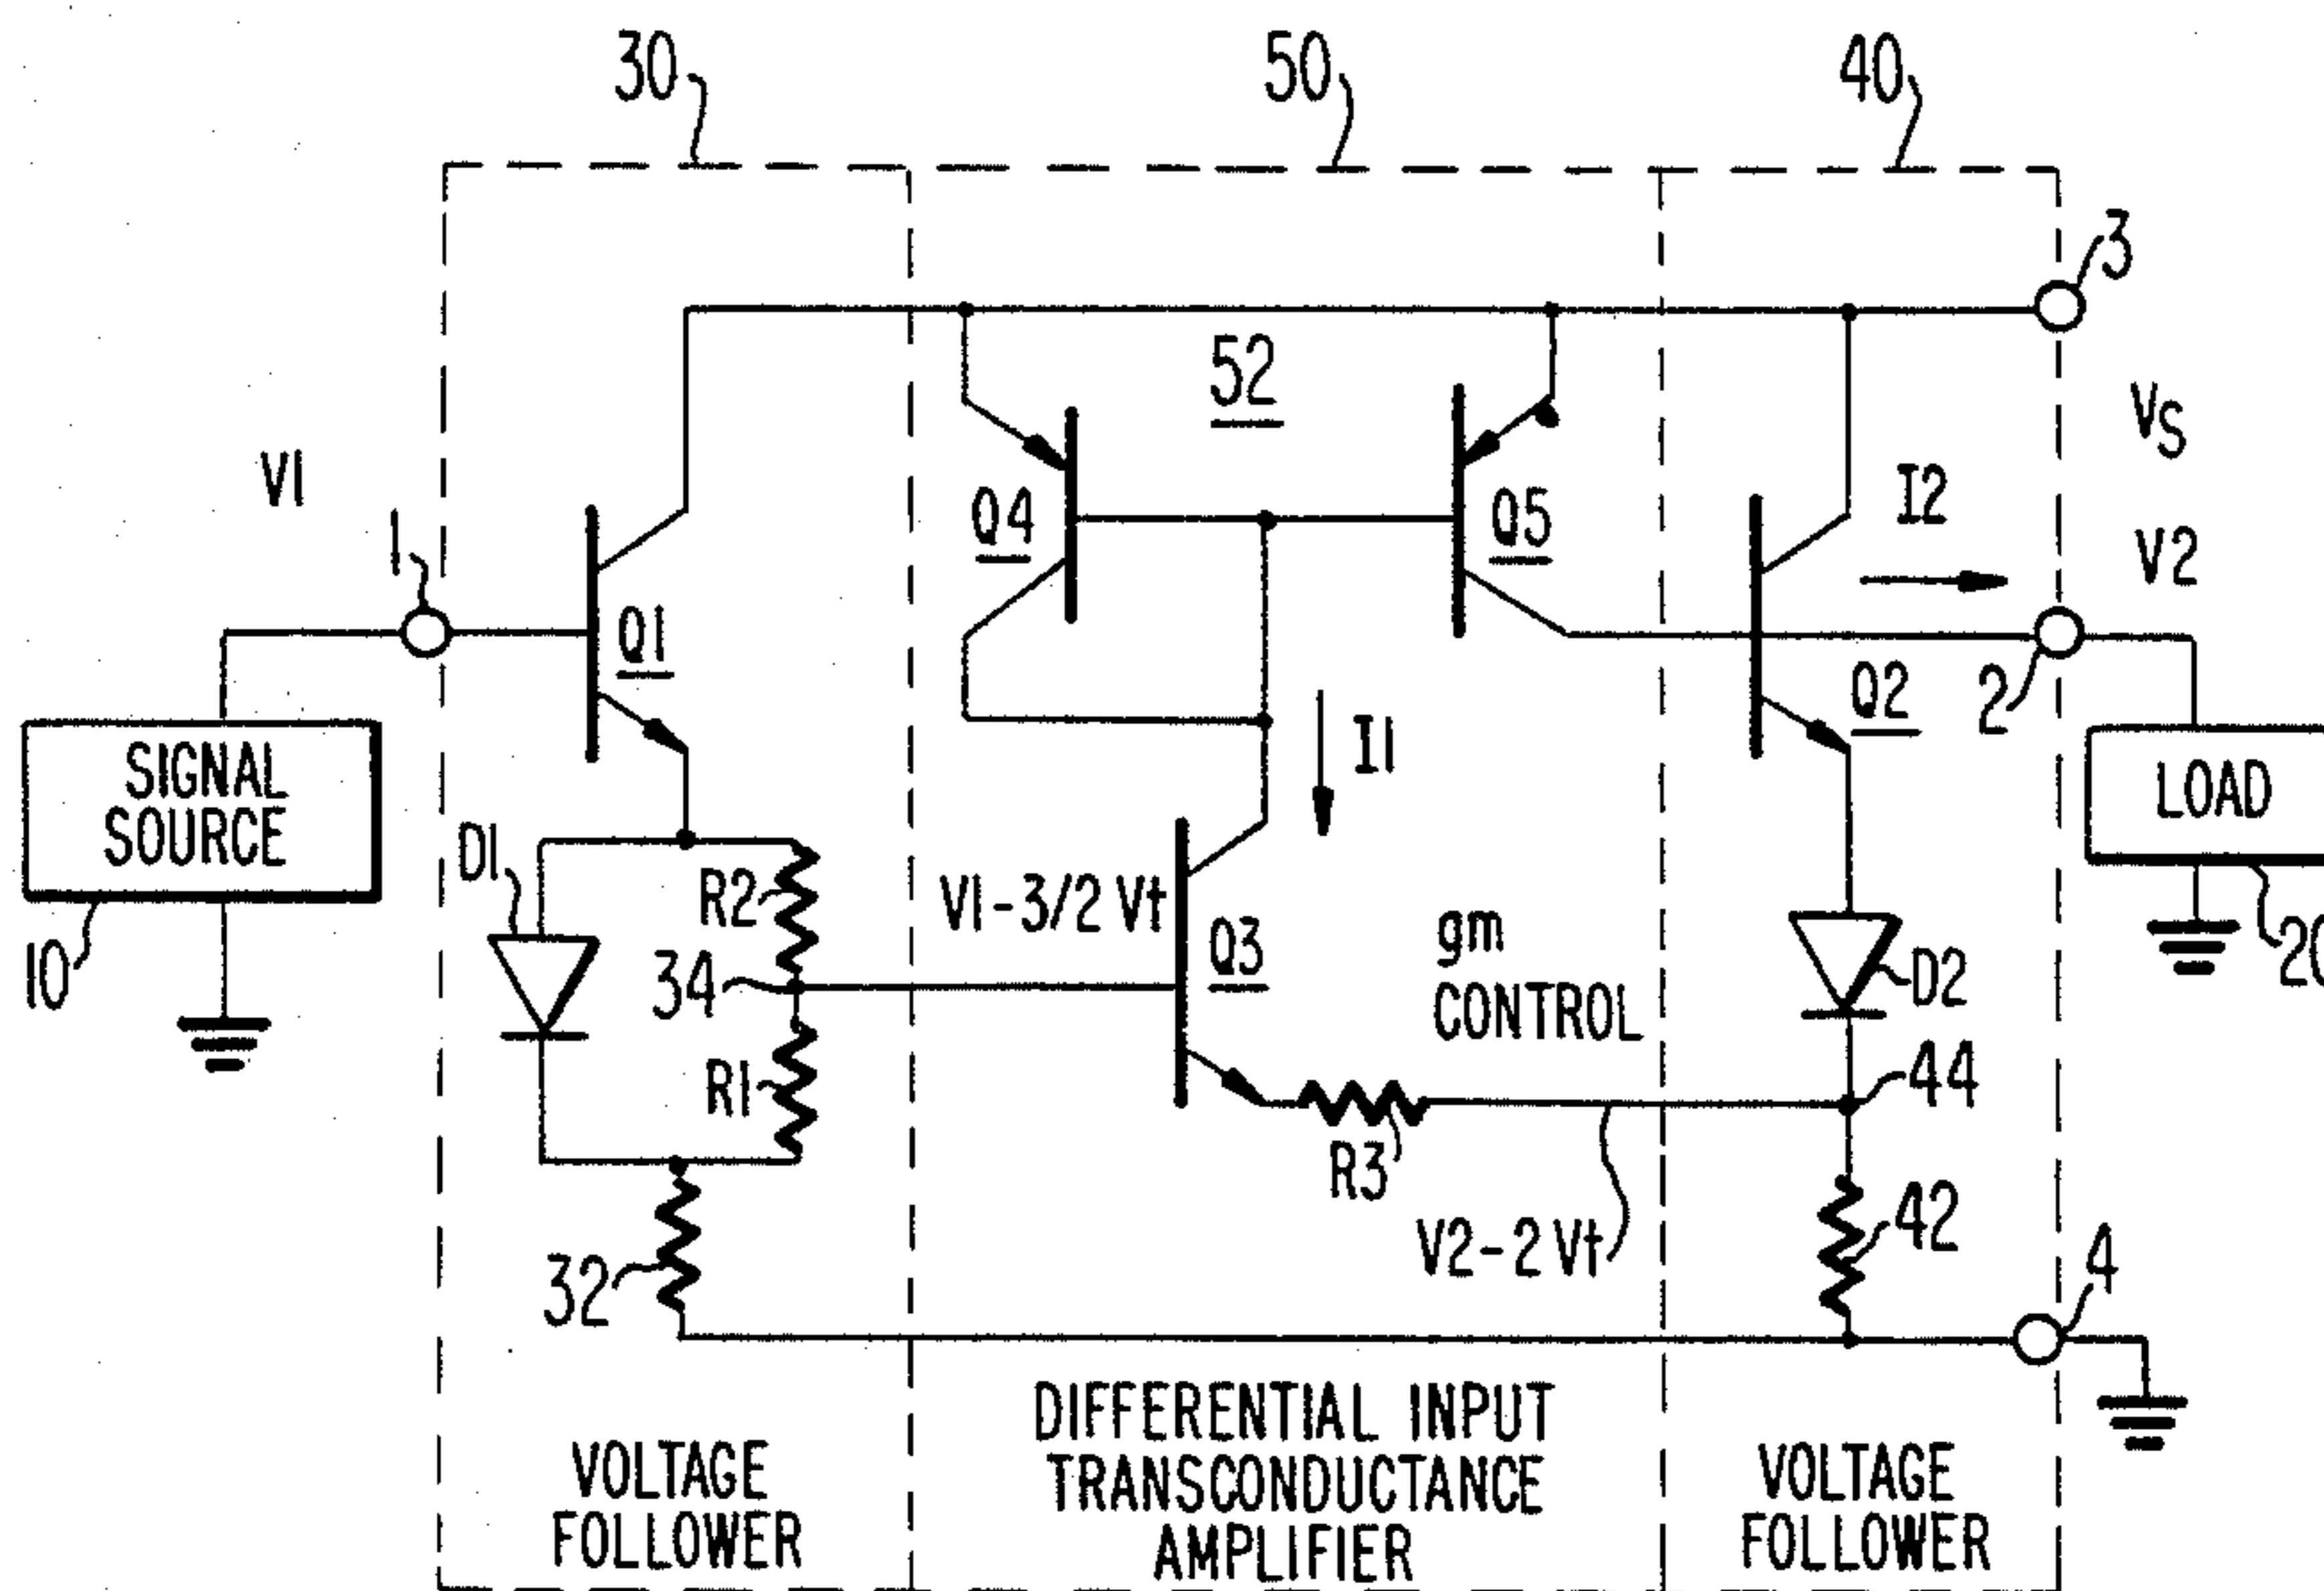 30
50
40
3
52
VS
V1
I2
Q4
Q5
V2
1
Q1
Q2
2
SIGNAL
SOURCE
I1
LOAD
D1
R2
V1-3/2 Vt
Q3
gm
CONTROL
10
34
D2
20
R1
44
R3
42
V2-2 Vt
32
4
DIFFERENTIAL INPUT
TRANSCONDUCTANCE
AMPLIFIER
VOLTAGE
FOLLOWER
VOLTAGE
FOLLOWER